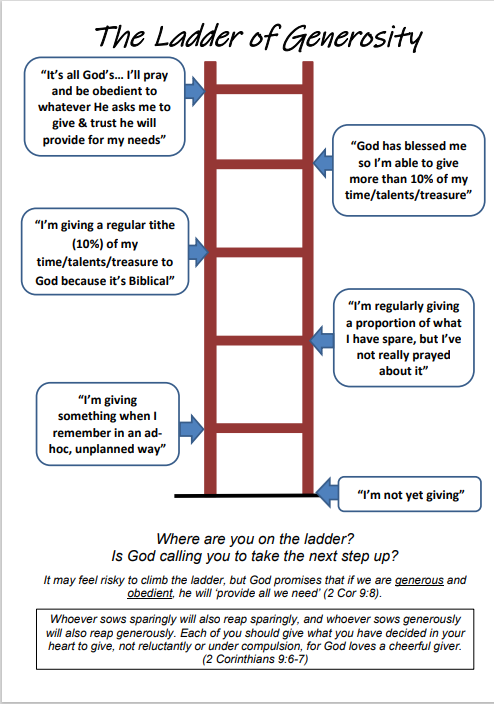 The Ladder of Generosity
“It’s all God’s… I’ll pray
and be obedient to
whatever He asks me to
give & trust he will
provide for my needs”
“God has blessed me
so I’m able to give
more than 10% of my
time/talents/treasure”
“I’m giving a regular tithe
(10%) of my
time/talents/treasure to
God because it’s Biblical”
“I’m regularly giving
a proportion of what
I have spare, but I’ve
not really prayed
about it”
“I’m giving
something when I
remember in an ad-
hoc, unplanned way”
“I’m not yet giving”
Where are you on the ladder?
Is God calling you to take the next step up?
It may feel risky to climb the ladder, but God promises that if we are generous and
obedient, he will ‘provide all we need’ (2 Cor 9:8).
Whoever sows sparingly will also reap sparingly, and whoever sows generously
will also reap generously. Each of you should give what you have decided in your
heart to give, not reluctantly or under compulsion, for God loves a cheerful giver.
(2 Corinthians 9:6-7)